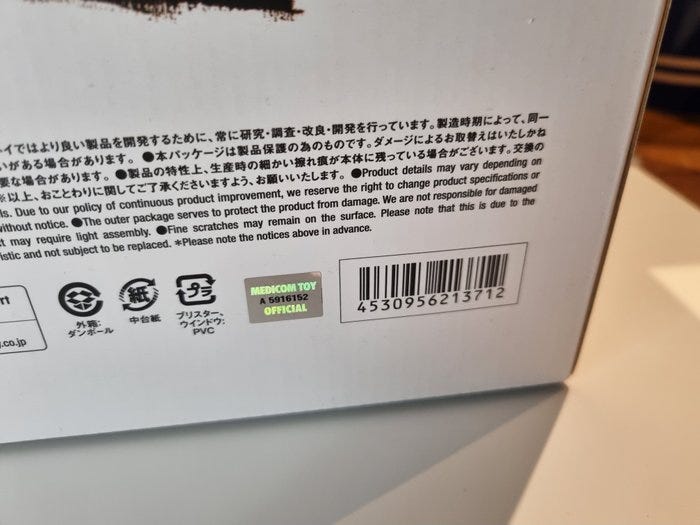 イではより良い製品を開発するために、常に研究・調査・改良・開発を行っています。製造時期によって、同一
いがある場合があります。●本パッケージは製品保護の為のものです。ダメージによるお取替えはいたしかね
要な場合があります。●製品の特性上、生産時の細かい擦れ痕が本体に残っている場合がございます。交換の
※以上、おことわりに関してご了承くださいますよう、お願いいたします。●Product details may vary depending on
ls. Due to our policy of continuous product improvement, we reserve the right to change product specifications or
without notice. ●The outer package serves to protect the product from damage. We are not responsible for damaged
t may require light assembly. ●Fine scratches may remain on the surface. Please note that this is due to the
istic and not subject to be replaced. *Please note the notices above in advance.
rt
.co.jp
外箱:
ダンボール
紙
中台紙
プラ
ブリスター、
ウインドウ:
PVC
MEDICOM TOY
A 5916152
OFFICIAL
4530956213712